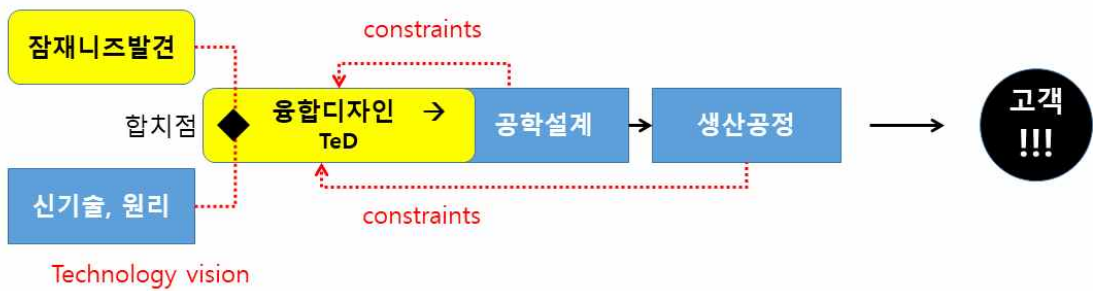 constraints
잠재니즈발견
합치점
융합디자인 →
TeD
공학설계
생산공정
고객
!!!
신기술, 원리
constraints
Technology vision